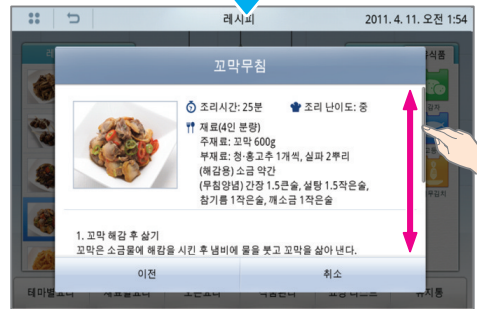 레시피
2011. 4. 11. 오전 1:54
꼬막무침
조리시간: 25분
조리 난이도: 중
재료(4인 분량)
주재료: 꼬막 600g
부재료: 청·홍고추 1개씩, 실파 2뿌리
(해감용) 소금 약간
(무침양념) 간장 1.5큰술, 설탕 1.5작은술,
참기름 1작은술, 깨소금 1작은술
1. 꼬막 해감 후 삶기
꼬막은 소금물에 해감을 시킨 후 냄비에 물을 붓고 꼬막을 삶아 낸다.
이전
취소